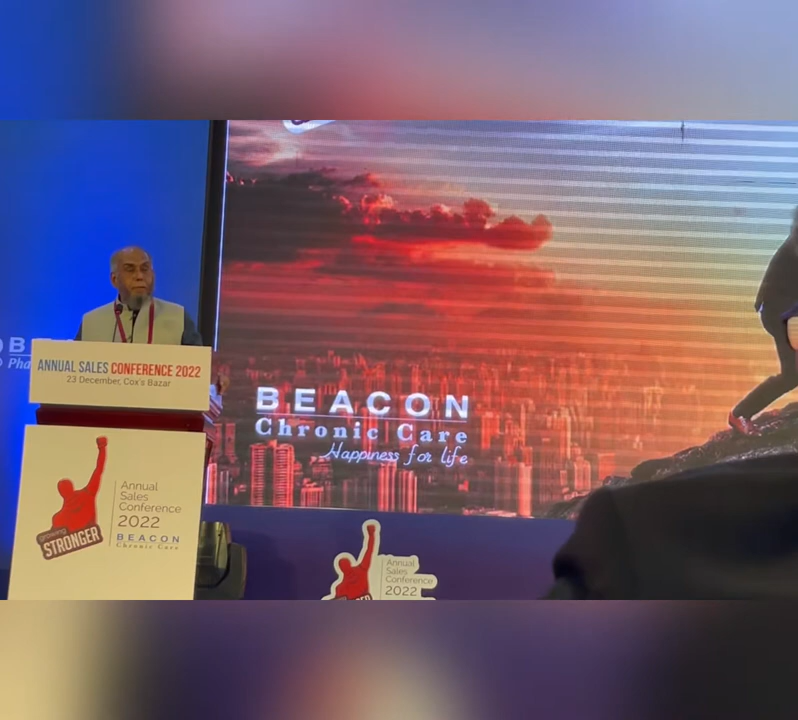 B
Pha
ANNUAL SALES CONFERENCE 2022
23 December, Cox's Bazar
BEACON
Chronic Care
Happiness for life
growing
STRONGER
Annual
Sales
Conference
2022
BEACON
Chronic Care
Annual
Sales
Conference
2022